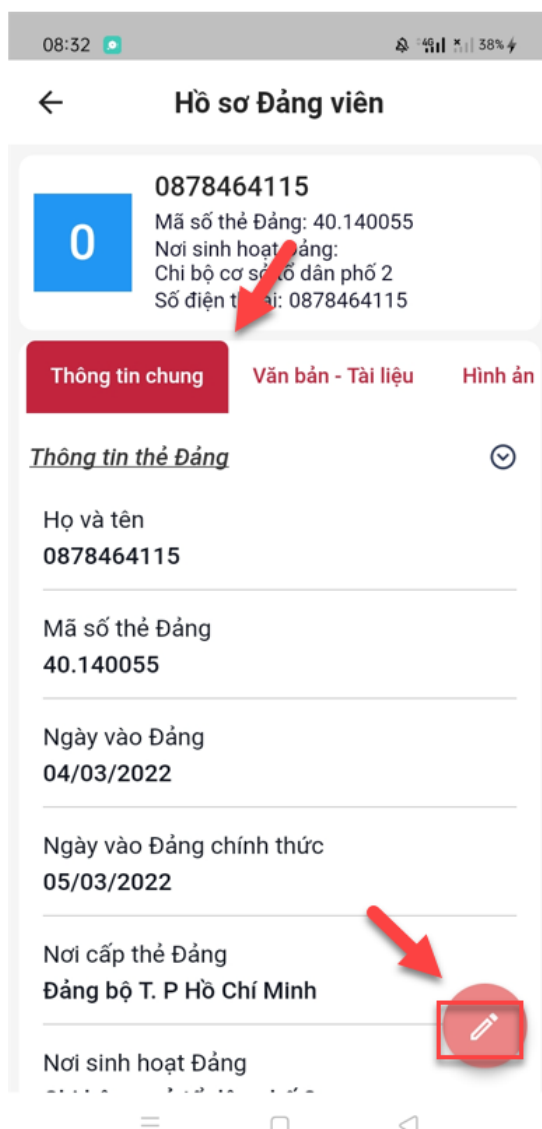 08:32
4G
38%
Hồ sơ Đảng viên
0
0878464115
Mã số thẻ Đảng: 40.140055
Nơi sinh hoạt Đảng:
Chi bộ cơ sở tổ dân phố 2
Số điện thoại: 0878464115
Thông tin chung
Văn bản - Tài liệu
Hình ản
Thông tin thẻ Đảng
Họ và tên
0878464115
Mã số thẻ Đảng
40.140055
Ngày vào Đảng
04/03/2022
Ngày vào Đảng chính thức
05/03/2022
Nơi cấp thẻ Đảng
Đảng bộ T. P Hồ Chí Minh
Nơi sinh hoạt Đảng